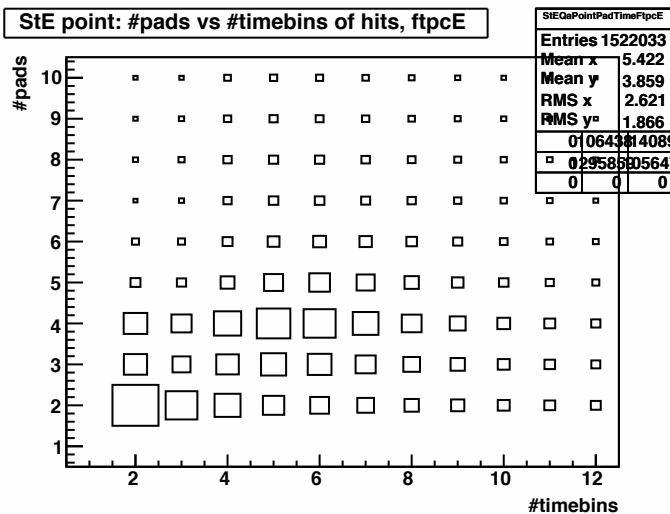 StE point: #pads vs #timebins of hits, ftpcE
StEQaPointPadTimeFtpcE
Entries 1522033
Mean x 5.422
Mean y 3.859
RMS x 2.621
RMS y 1.866
0 0 0
#pads
10
9
8
7
6
5
4
3
2
1
2 4 6 8 10 12
#timebins